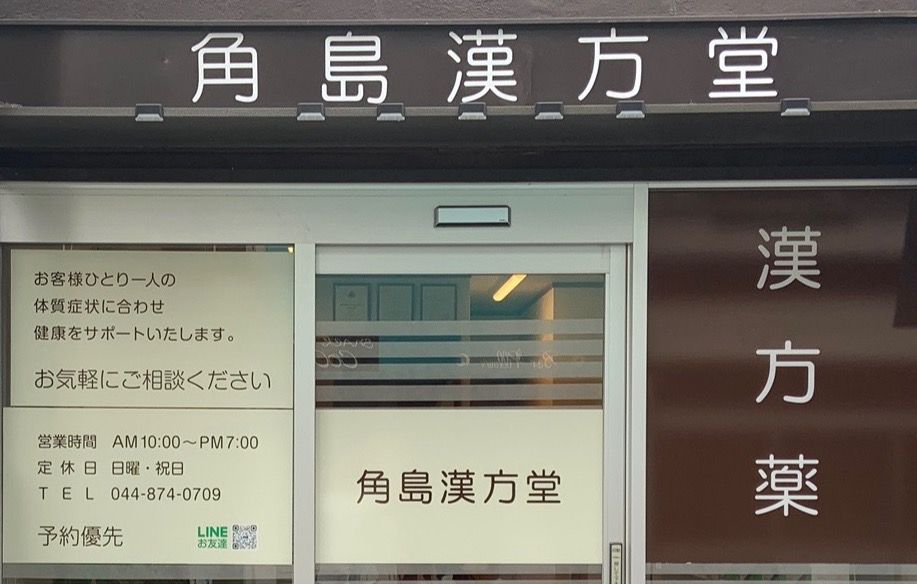 角島漢方堂
お客様ひとり一人の
体質症状に合わせ
健康をサポートいたします。
お気軽にご相談ください
営業時間 AM10:00～PM7:00
定休日 日曜・祝日
TEL 044-874-0709
予約優先
LINE
お友達
角島漢方堂
漢方薬